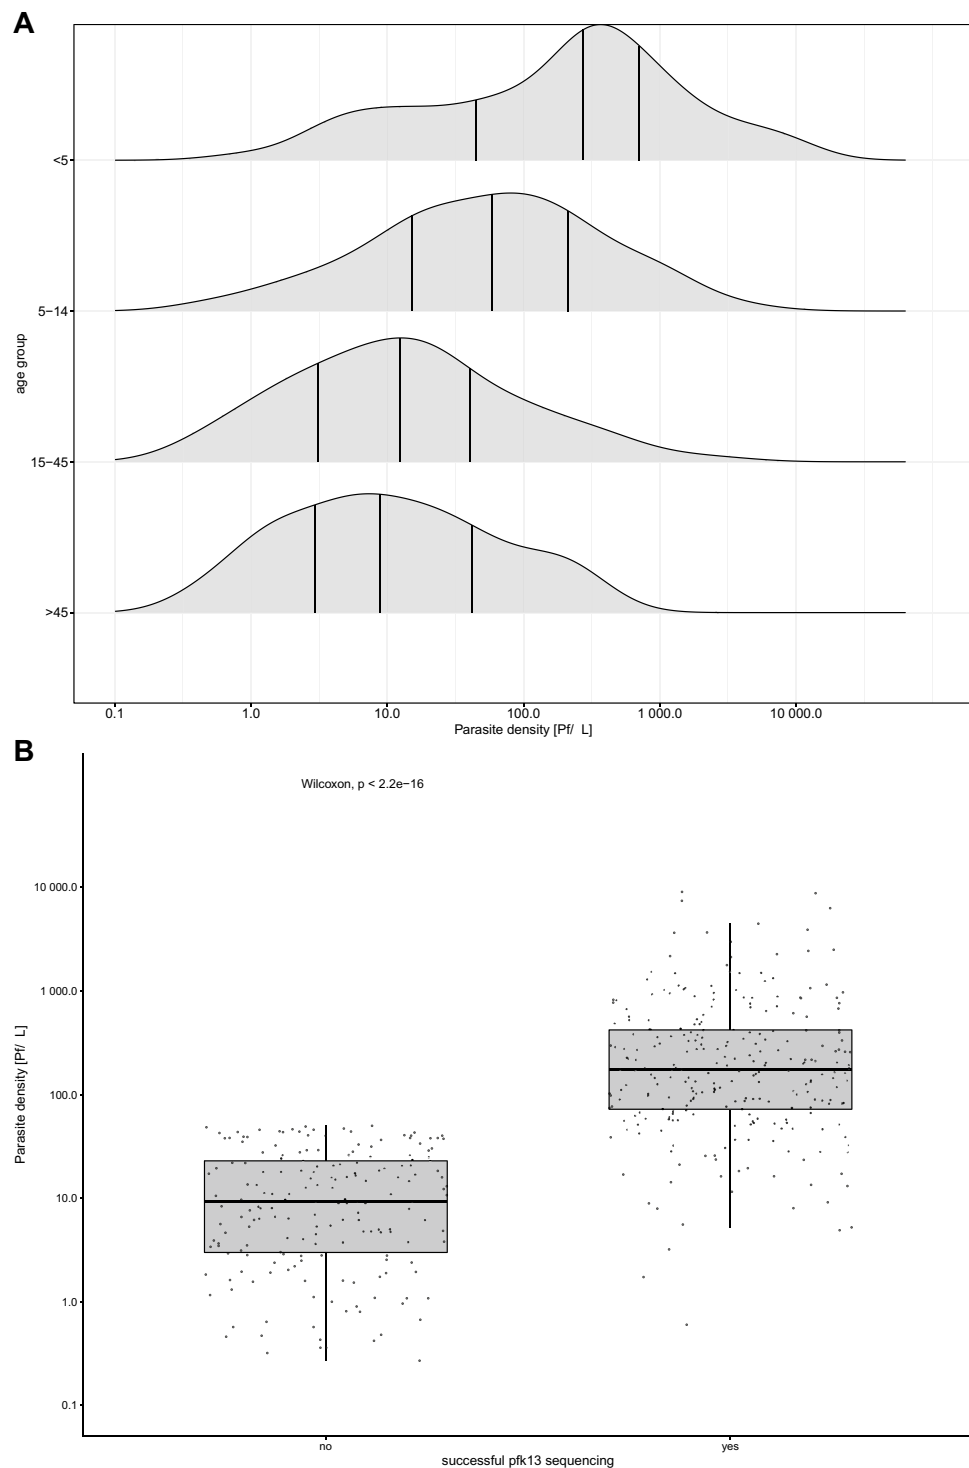 A
<5
5−14
15−45
>45
age group
0.1 1.0 10.0 100.0 1 000.0 10 000.0
Parasite density [Pf/ L]
B
Wilcoxon, p < 2.2e−16
10 000.0
1 000.0
100.0
10.0
1.0
0.1
Parasite density [Pf/ L]
no yes
successful pfk13 sequencing